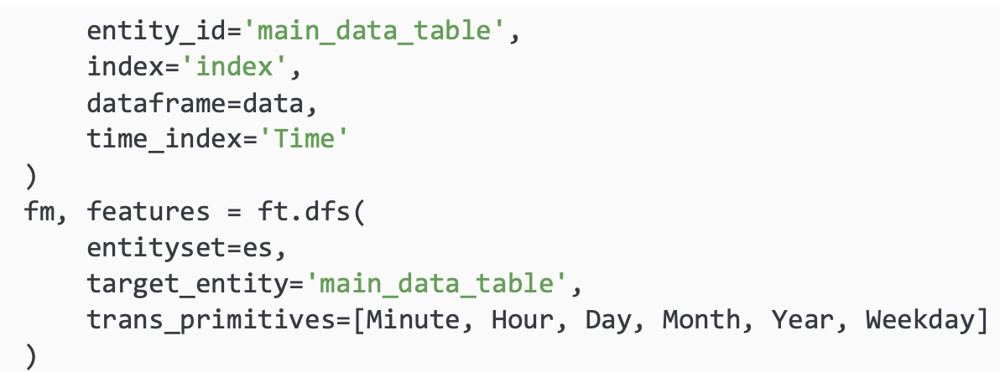 entity_id='main_data_table',
index='index',
dataframe=data,
time_index='Time'
)
fm, features = ft.dfs(
entityset=es,
target_entity='main_data_table',
trans_primitives=[Minute, Hour, Day, Month, Year, Weekday]
)